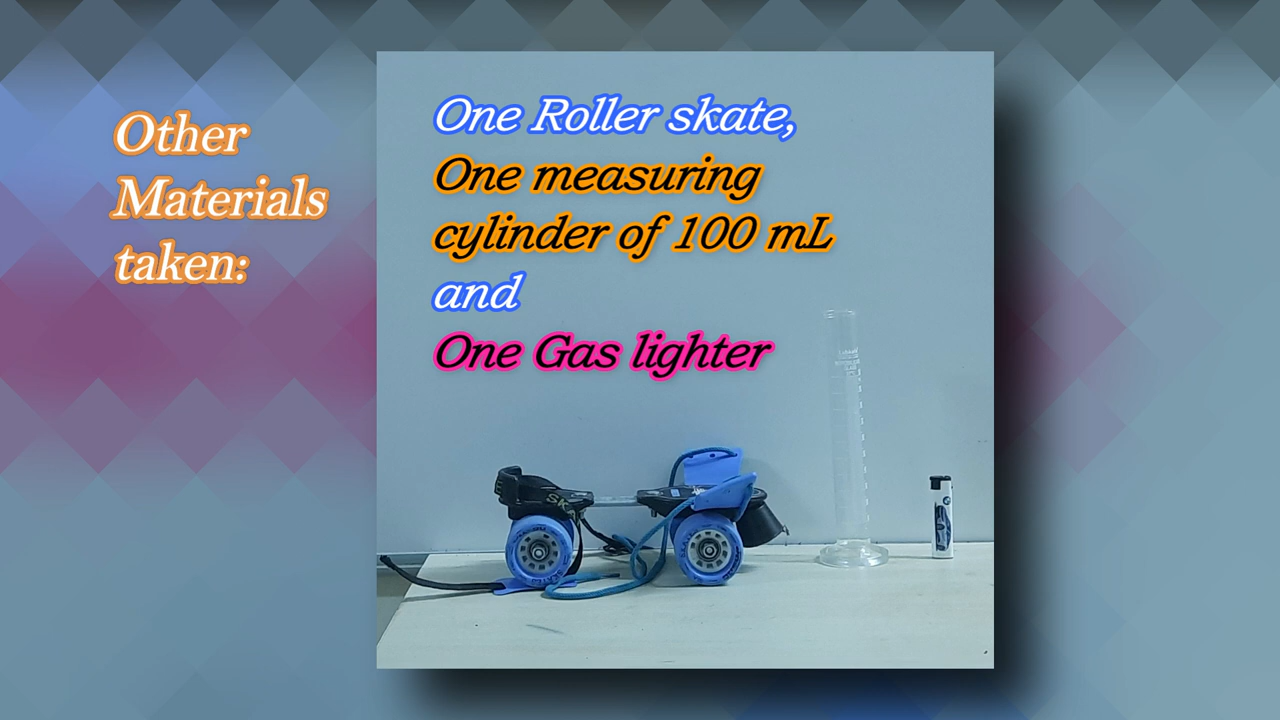 Other
Materials
taken:
One Roller skate,
One measuring
cylinder of 100 mL
and
One Gas lighter